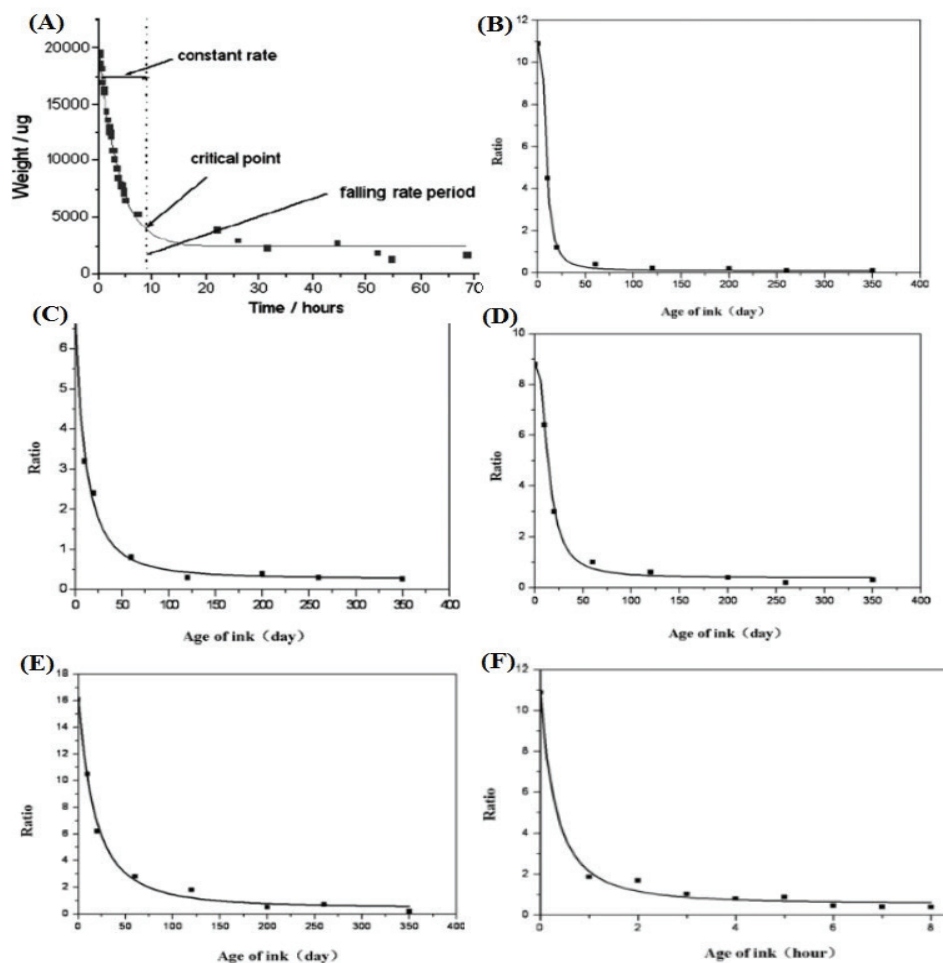 (A)
20000
15000
10000
5000
0
Weight / ug
constant rate
critical point
falling rate period
0 10 20 30 40 50 60 70
Time / hours
(B)
12
10
8
6
4
2
0
Ratio
0 50 100 150 200 250 300 350 400
Age of ink（day）
(C)
6
5
4
3
2
1
0
Ratio
0 50 100 150 200 250 300 350 400
Age of ink（day）
(D)
10
8
6
4
2
0
Ratio
0 50 100 150 200 250 300 350 400
Age of ink（day）
(E)
18
16
14
12
10
8
6
4
2
0
Ratio
0 50 100 150 200 250 300 350 400
Age of ink（day）
(F)
12
10
8
6
4
2
0
Ratio
0 2 4 6 8
Age of ink（hour）